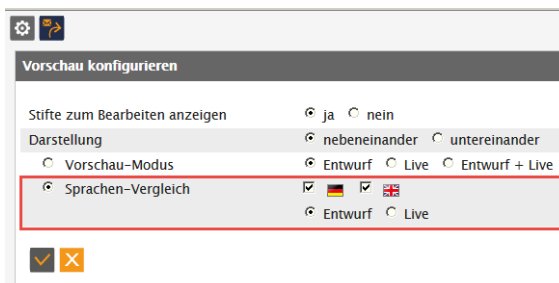 Vorschau konfigurieren
Stifte zum Bearbeiten anzeigen ja nein
Darstellung nebeneinander untereinander
Vorschau-Modus Entwurf Live Entwurf + Live
Sprachen-Vergleich
Entwurf Live